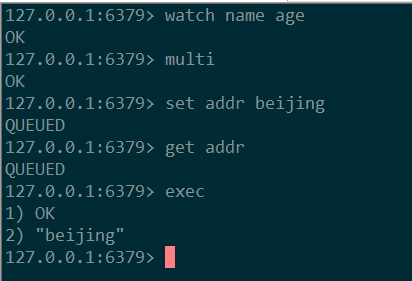 127.0.0.1:6379> watch name age
OK
127.0.0.1:6379> multi
OK
127.0.0.1:6379> set addr beijing
QUEUED
127.0.0.1:6379> get addr
QUEUED
127.0.0.1:6379> exec
1) OK
2) "beijing"
127.0.0.1:6379>